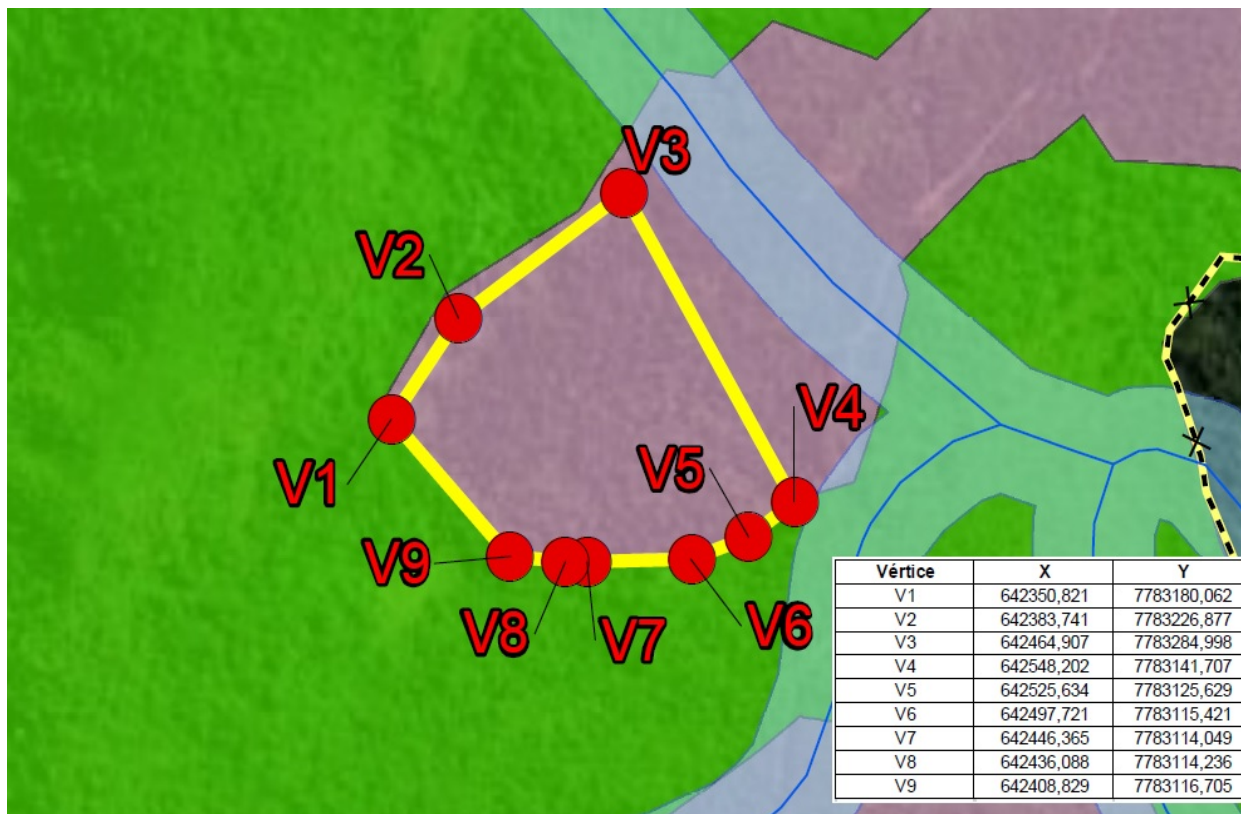 V3
V2
V4
V5
V1
V9
V8
V7
V6
Vértice X Y
V1 642350,821 7783180,062
V2 642383,741 7783226,877
V3 642464,907 7783284,998
V4 642548,202 7783141,707
V5 642525,634 7783125,629
V6 642497,721 7783115,421
V7 642446,365 7783114,049
V8 642436,088 7783114,236
V9 642408,829 7783116,705